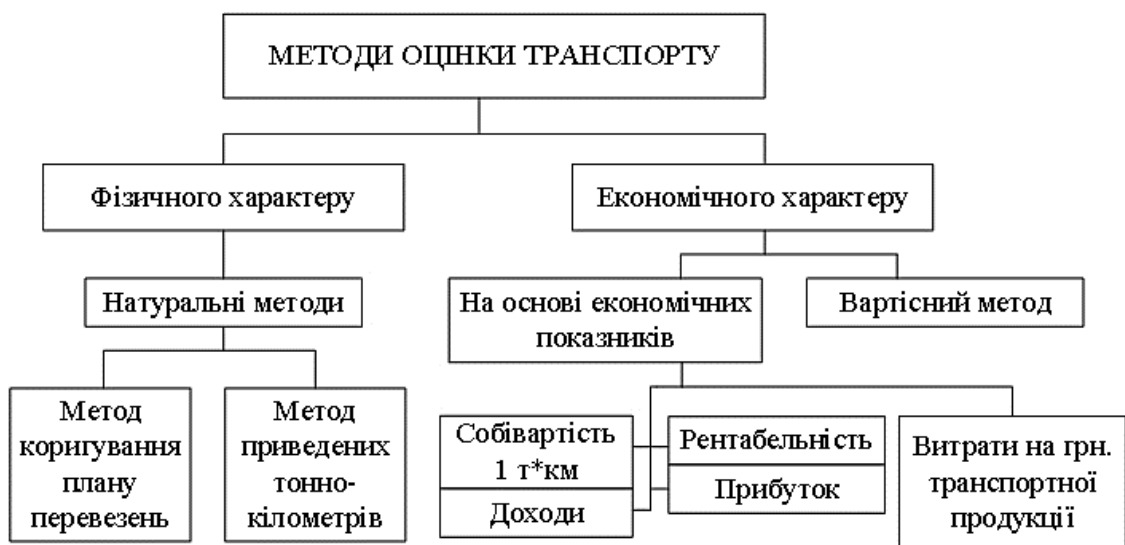 МЕТОДИ ОЦІНКИ ТРАНСПОРТУ
Фізичного характеру
Економічного характеру
Натуральні методи
На основі економічних
показників
Вартісний метод
Метод
коригування
плану
перевезень
Метод
приведених
тонно-
кілометрів
Собівартість
1 т*км
Доходи
Рентабельність
Прибуток
Витрати на грн.
транспортної
продукції